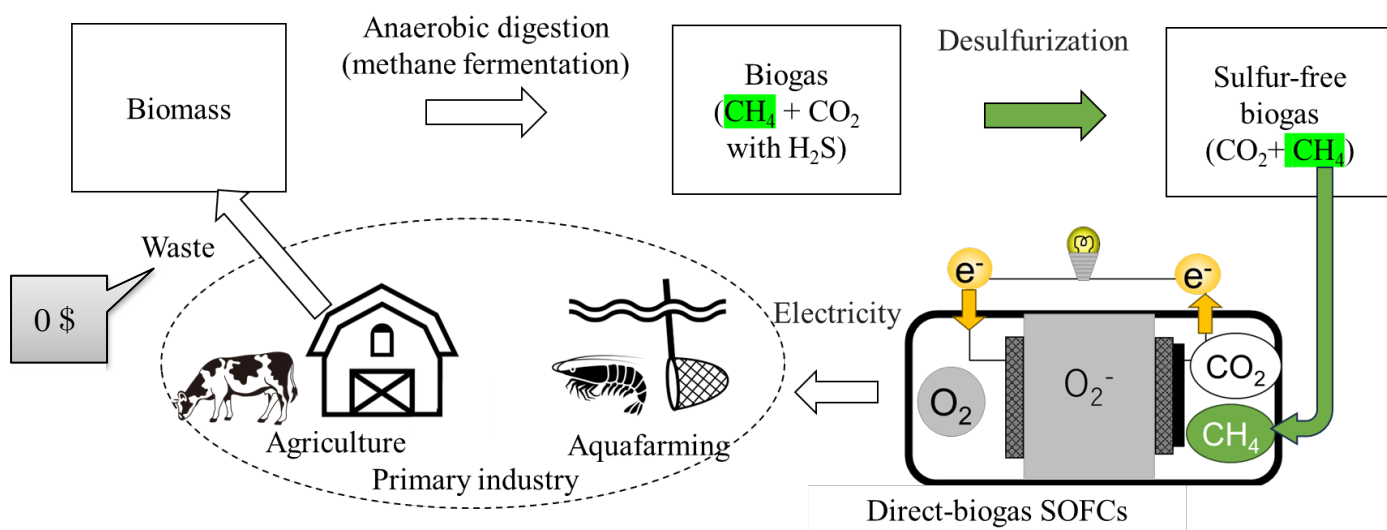 Anaerobic digestion
(methane fermentation)
Desulfurization
Biomass
Biogas
(CH₄ + CO₂
with H₂S)
Sulfur-free
biogas
(CO₂+ CH₄)
Waste
0 $
e⁻
e⁻
Electricity
O₂
O₂⁻
CO₂
CH₄
Agriculture
Aquafarming
Primary industry
Direct-biogas SOFCs